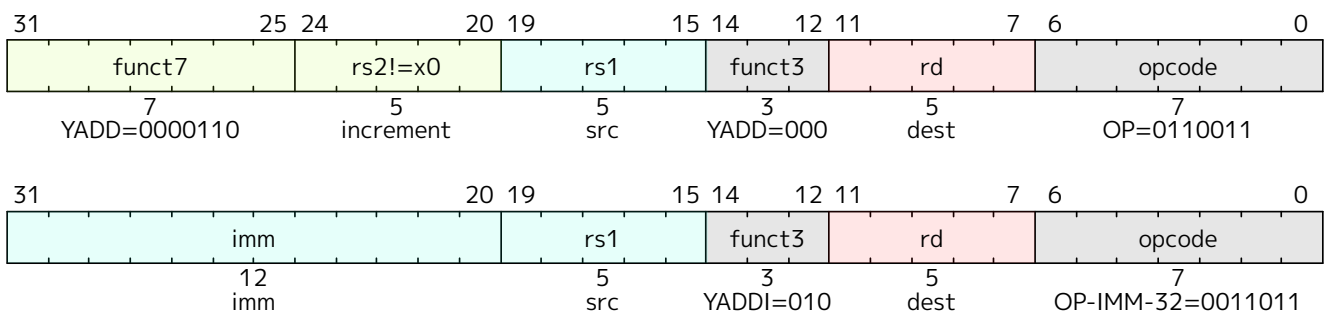 31 25 24 20 19 15 14 12 11 7 6 0
funct7 rs2!=x0 rs1 funct3 rd opcode
7 5 5 3 5 7
YADD=0000110 increment src YADD=000 dest OP=0110011
31 20 19 15 14 12 11 7 6 0
imm rs1 funct3 rd opcode
12 5 3 5 7
imm src YADDI=010 dest OP-IMM-32=0011011